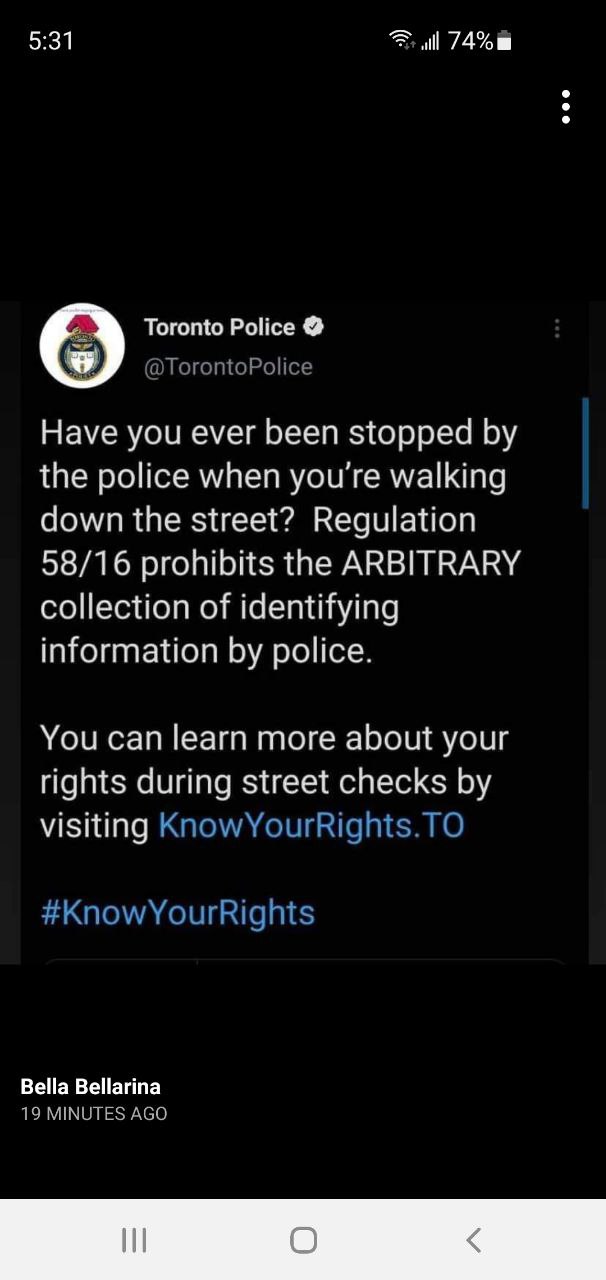 5:31
74%
Toronto Police
@TorontoPolice
Have you ever been stopped by
the police when you're walking
down the street?  Regulation
58/16 prohibits the ARBITRARY
collection of identifying
information by police.
You can learn more about your
rights during street checks by
visiting KnowYourRights.TO
#KnowYourRights
Bella Bellarina
19 MINUTES AGO